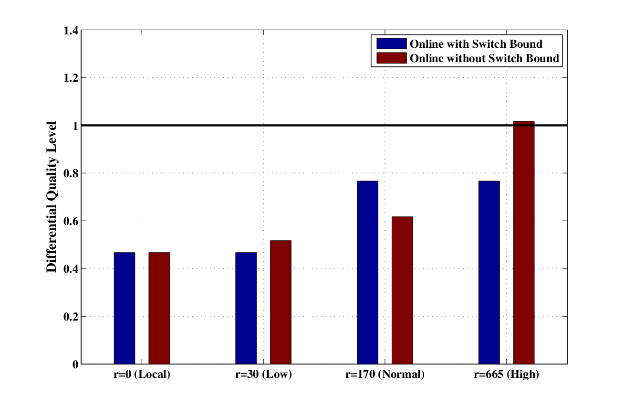 1.4
1.2
1
0.8
0.6
0.4
0.2
0
Differential Quality Level
Online with Switch Bound
Online without Switch Bound
r=0 (Local) r=30 (Low) r=170 (Normal) r=665 (High)